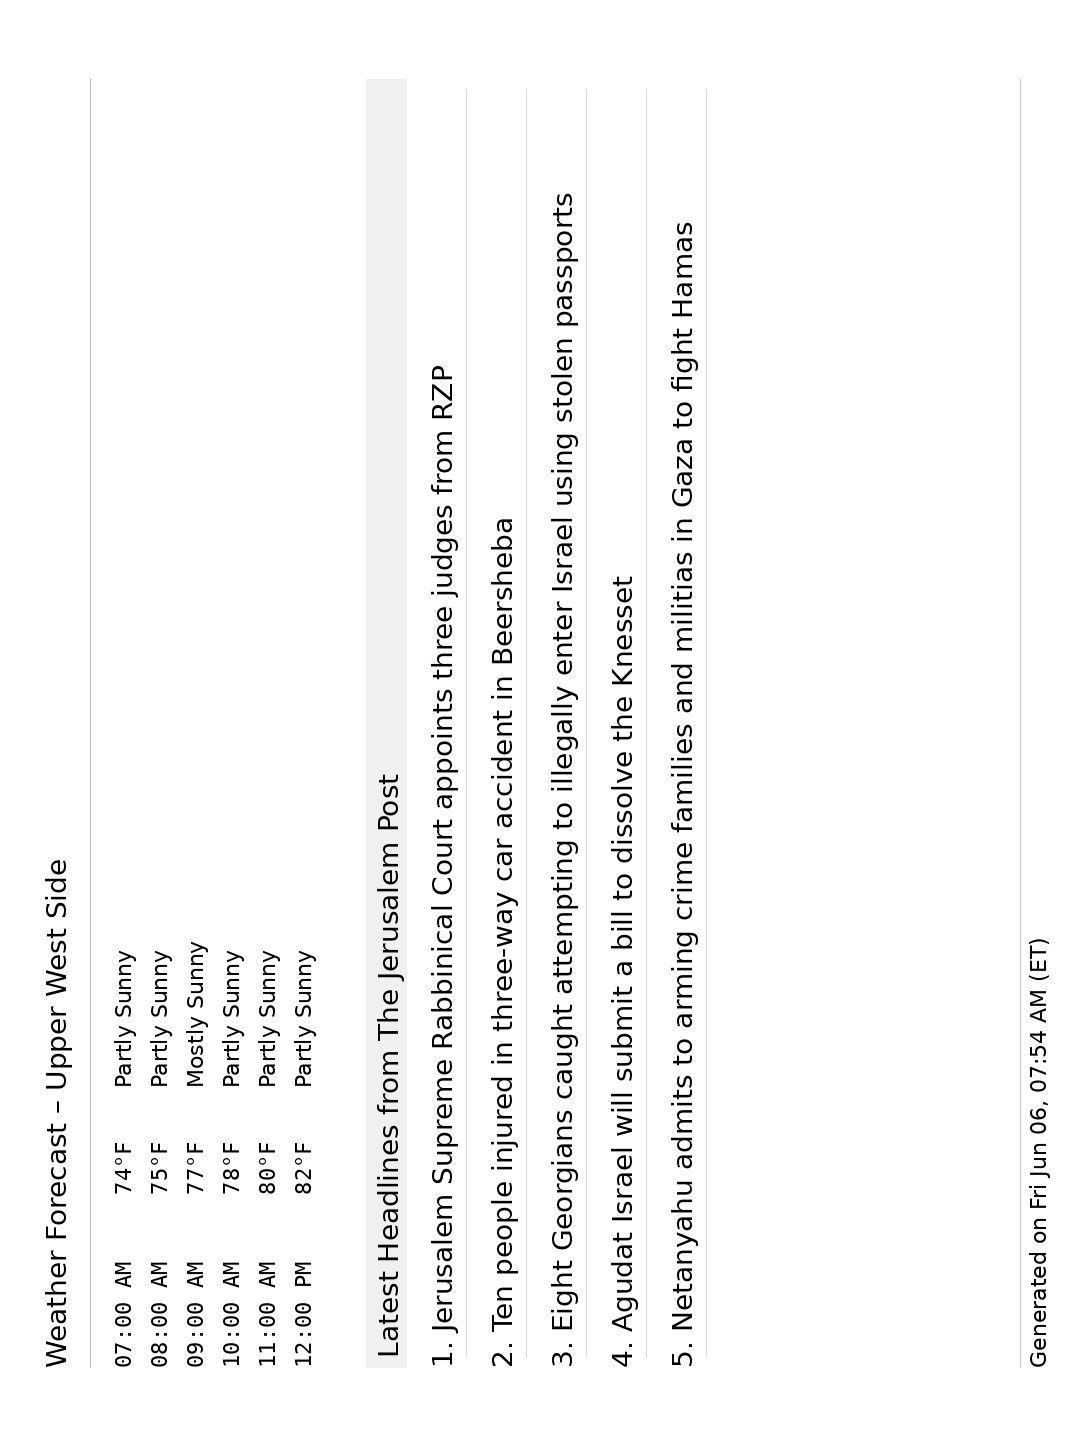 Weather Forecast – Upper West Side
07:00 AM 74°F Partly Sunny
08:00 AM 75°F Partly Sunny
09:00 AM 77°F Mostly Sunny
10:00 AM 78°F Partly Sunny
11:00 AM 80°F Partly Sunny
12:00 PM 82°F Partly Sunny
Latest Headlines from The Jerusalem Post
1. Jerusalem Supreme Rabbinical Court appoints three judges from RZP
2. Ten people injured in three-way car accident in Beersheba
3. Eight Georgians caught attempting to illegally enter Israel using stolen passports
4. Agudat Israel will submit a bill to dissolve the Knesset
5. Netanyahu admits to arming crime families and militias in Gaza to fight Hamas
Generated on Fri Jun 06, 07:54 AM (ET)